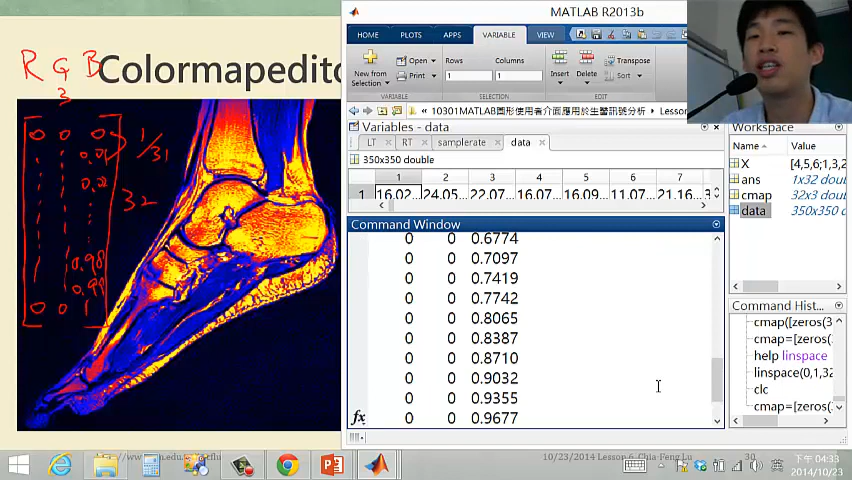 R G B
Colormapedito
3
0 0 0
0.01
0.02
1/31
32
0.98
0.99
0 0 1
10/23/2014 Lesson 6, Chia-Feng Lu
30
MATLAB R2013b
HOME PLOTS APPS VARIABLE VIEW
New from Selection
Open
Print
Rows Columns
1 1
Insert
Delete
Transpose
Sort
VARIABLE SELECTION EDIT
10301MATLAB圖形使用者介面應用於生醫訊號分析 Lesson
Variables - data
LT RT samplerate data
350x350 double
1 2 3 4 5 6 7
1 16.02... 24.05... 22.07... 16.07... 16.09... 11.07... 21.16...
Command Window
0 0 0.6774
0 0 0.7097
0 0 0.7419
0 0 0.7742
0 0 0.8065
0 0 0.8387
0 0 0.8710
0 0 0.9032
0 0 0.9355
0 0 0.9677
fx
Workspace
Name Value
X [4,5,6;1,3,2
ans 1x32 doub
cmap 32x3 doub
data 350x350 d
Command Hist...
cmap([zeros(3
cmap=[zeros(
help linspace
linspace(0,1,32
clc
cmap=[zeros(
英
下午 04:33
2014/10/23